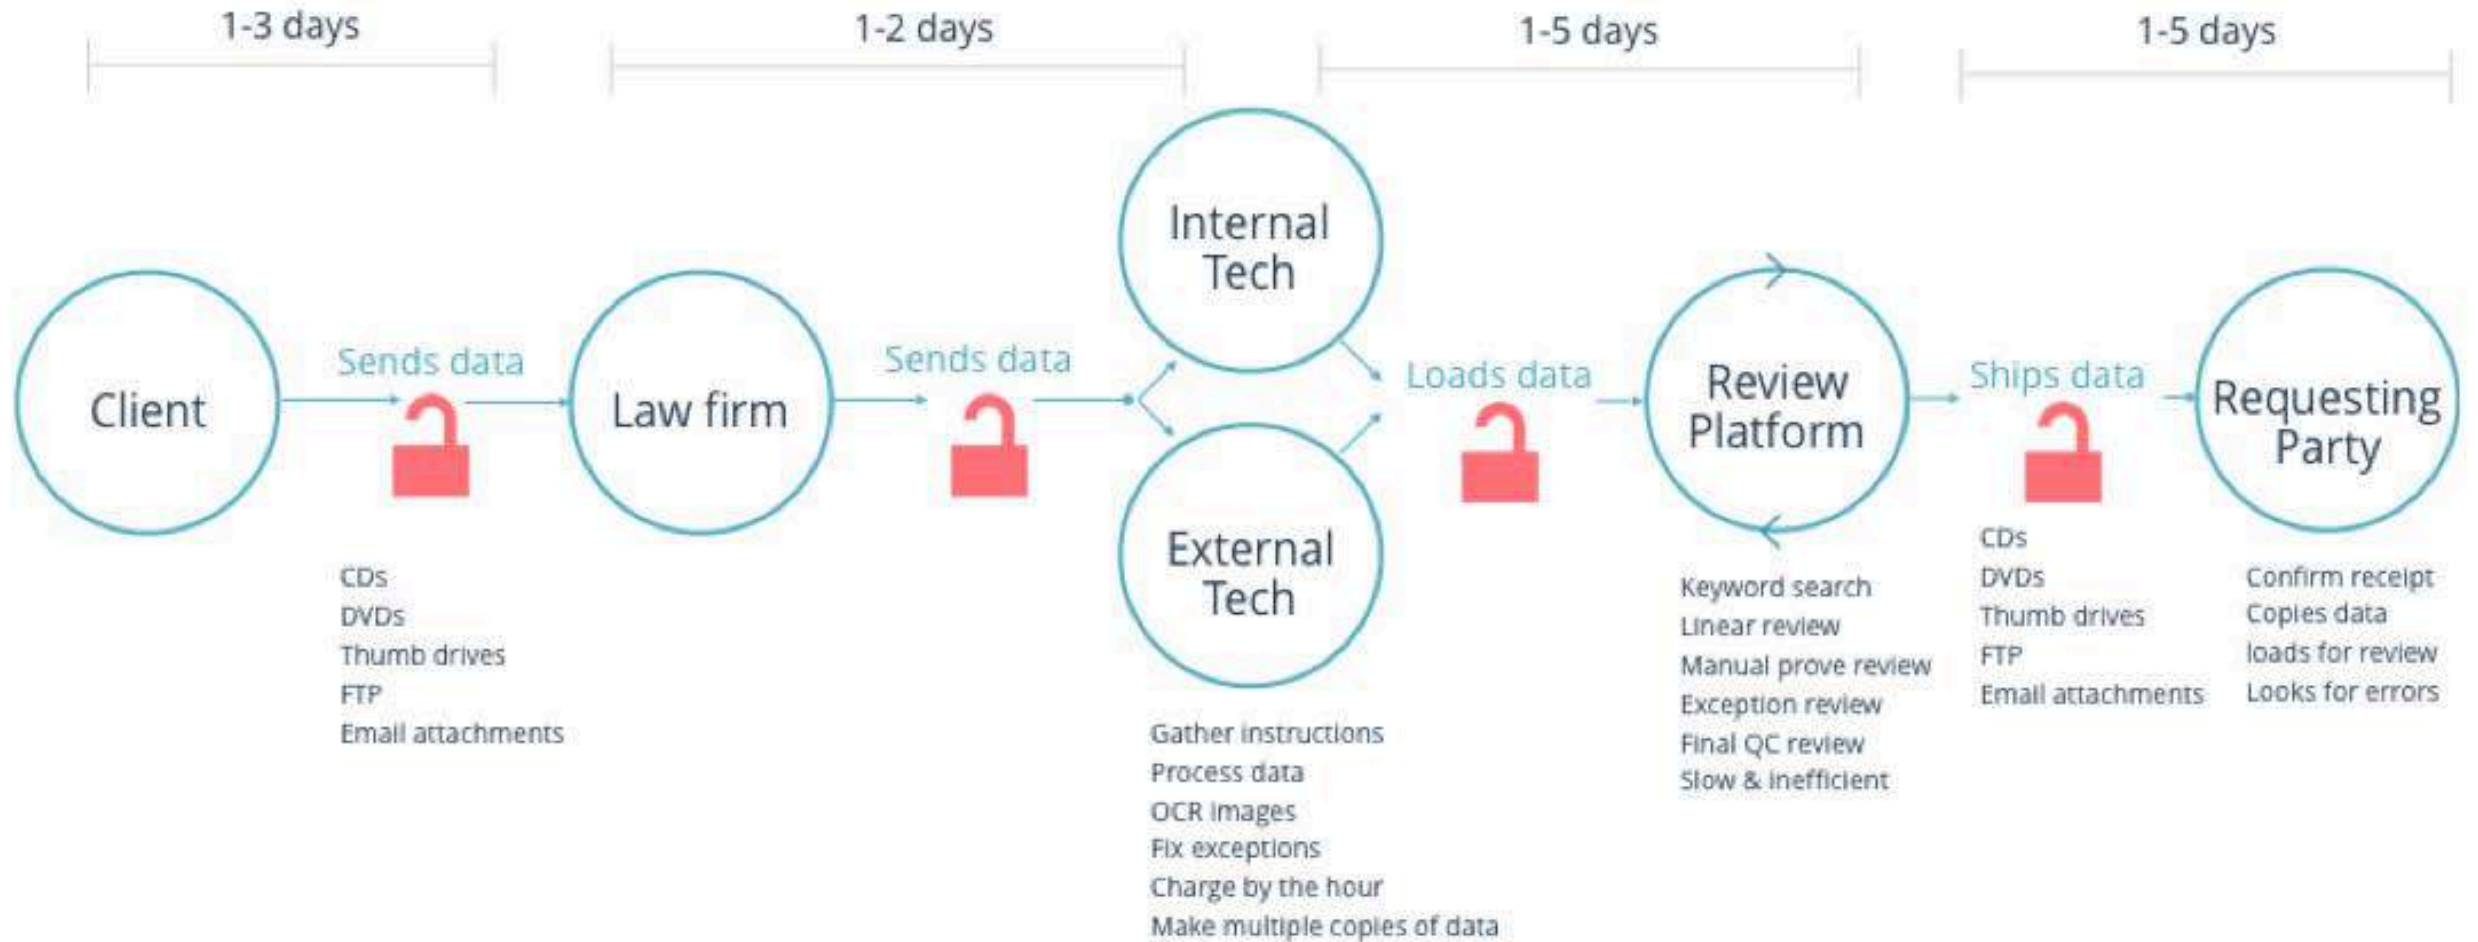 1-3 days
1-2 days
1-5 days
1-5 days
Client
Sends data
Law firm
Sends data
Internal
Tech
External
Tech
Loads data
Review
Platform
Ships data
Requesting
Party
CDs
DVDs
Thumb drives
FTP
Email attachments
Gather instructions
Process data
OCR images
Fix exceptions
Charge by the hour
Make multiple copies of data
Keyword search
Linear review
Manual prove review
Exception review
Final QC review
Slow & inefficient
CDs
DVDs
Thumb drives
FTP
Email attachments
Confirm receipt
Copies data
loads for review
Looks for errors